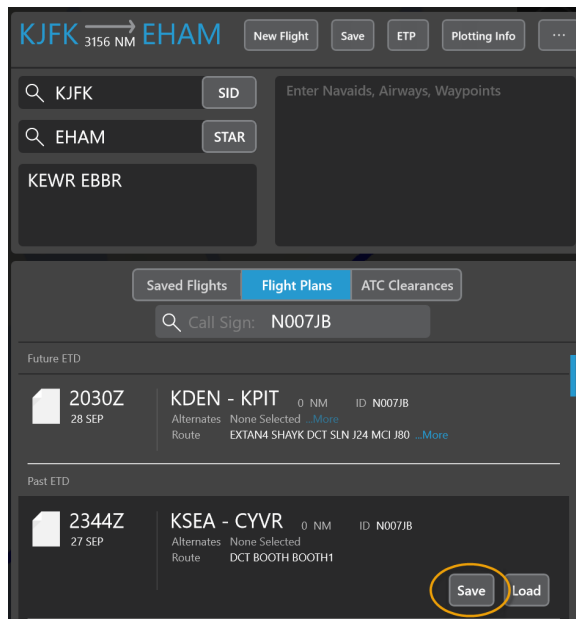 KJFK 3156 NM EHAM New Flight Save ETP Plotting Info ...
KJFK SID Enter Navaids, Airways, Waypoints
EHAM STAR
KEWR EBBR
Saved Flights Flight Plans ATC Clearances
Call Sign: N007JB
Future ETD
2030Z KDEN - KPIT 0 NM ID N007JB
28 SEP Alternates None Selected ...More
Route EXTAN4 SHAYK DCT SLN J24 MCI J80 ...More
Past ETD
2344Z KSEA - CYVR 0 NM ID N007JB
27 SEP Alternates None Selected
Route DCT BOOTH BOOTH1
Save Load